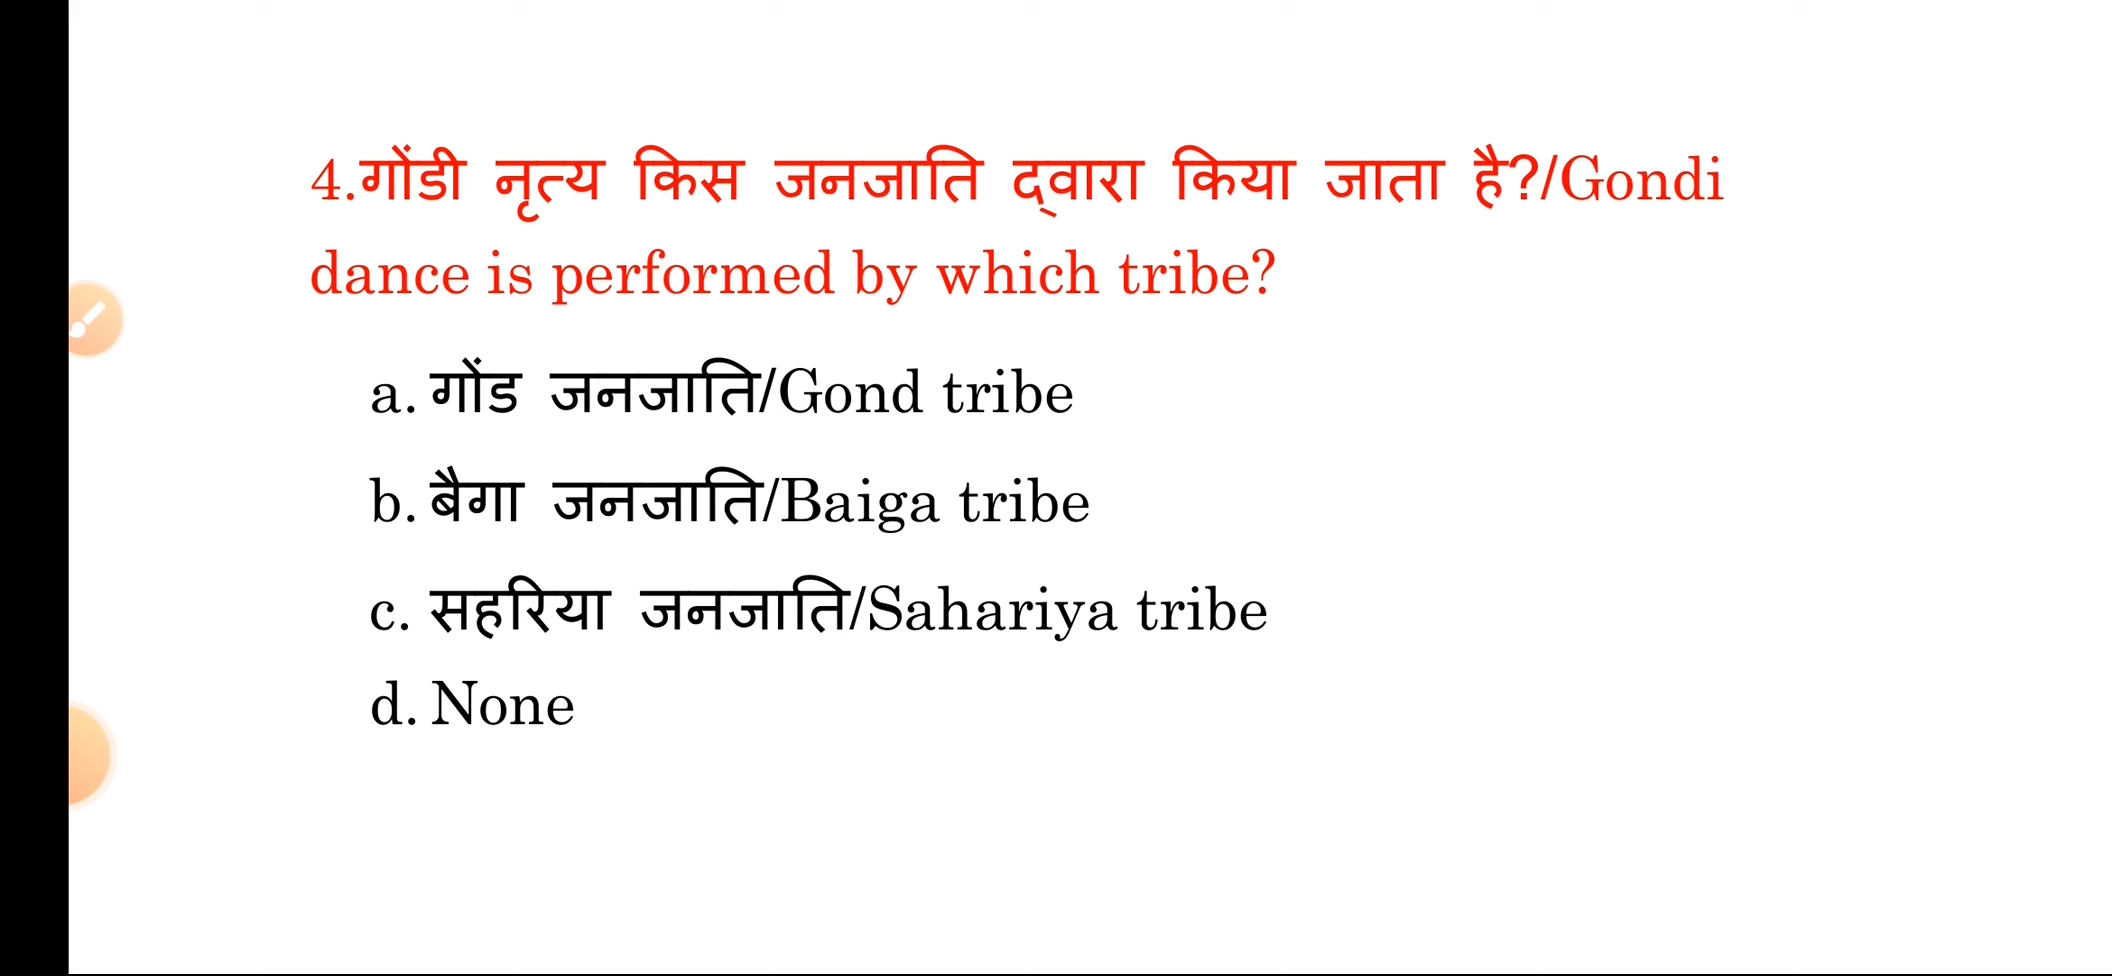 4.गोंडी नृत्य किस जनजाति द्वारा किया जाता है?/Gondi
dance is performed by which tribe?
a. गोंड जनजाति/Gond tribe
b. बैगा जनजाति/Baiga tribe
c. सहरिया जनजाति/Sahariya tribe
d. None